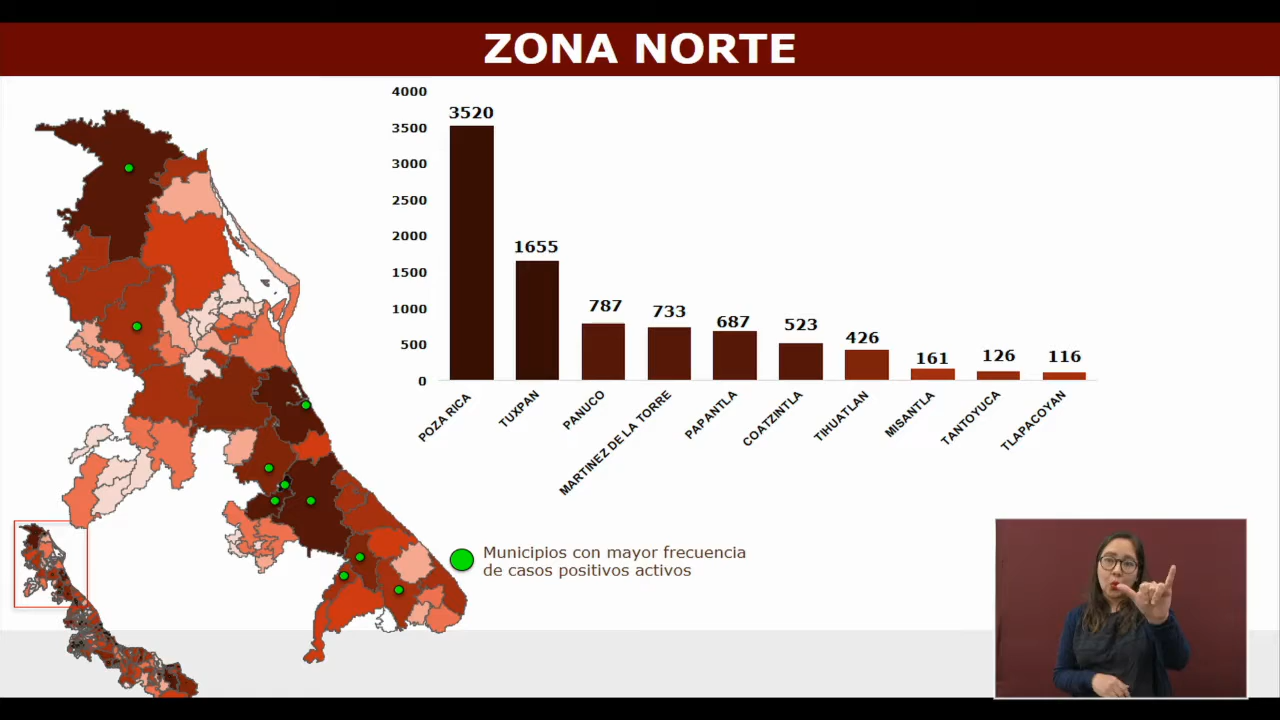 ZONA NORTE
4000
3500
3000
2500
2000
1500
1000
500
0
3520
1655
787
733
687
523
426
161
126
116
POZA RICA
TUXPAN
PANUCO
MARTINEZ DE LA TORRE
PAPANTLA
COATZINTLA
TIHUATLAN
MISANTLA
TANTOYUCA
TLAPACOYAN
Municipios con mayor frecuencia
de casos positivos activos